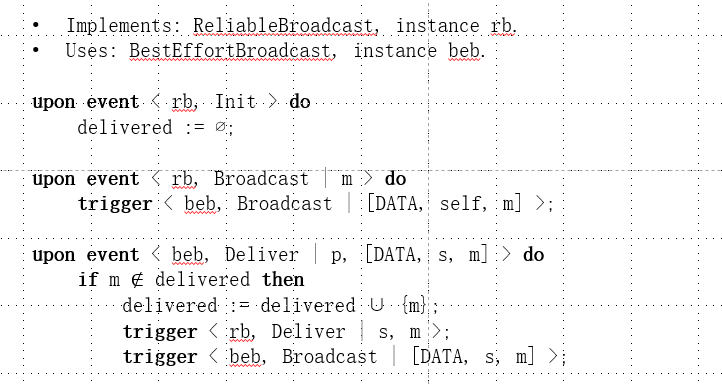 • Implements: ReliableBroadcast, instance rb.
• Uses: BestEffortBroadcast, instance beb.
upon event < rb, Init > do
delivered := ∅;
upon event < rb, Broadcast | m > do
trigger < beb, Broadcast | [DATA, self, m] >;
upon event < beb, Deliver | p, [DATA, s, m] > do
if m ∉ delivered then
delivered := delivered ∪ {m};
trigger < rb, Deliver | s, m >;
trigger < beb, Broadcast | [DATA, s, m] >;